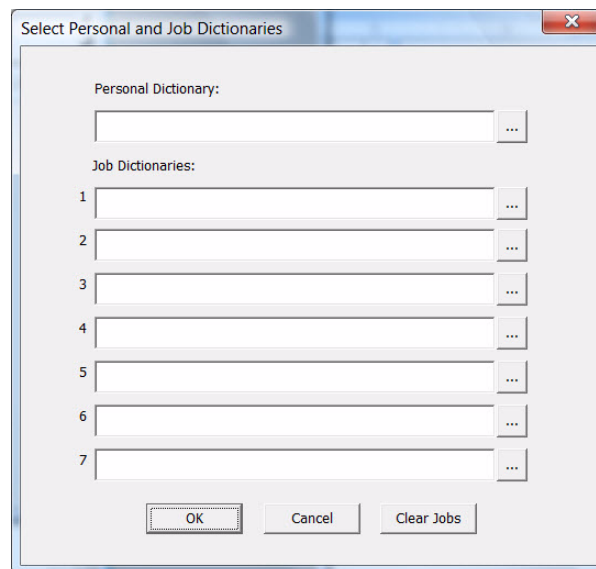 Select Personal and Job Dictionaries
Personal Dictionary:
...
Job Dictionaries:
1 ...
2 ...
3 ...
4 ...
5 ...
6 ...
7 ...
OK Cancel Clear Jobs